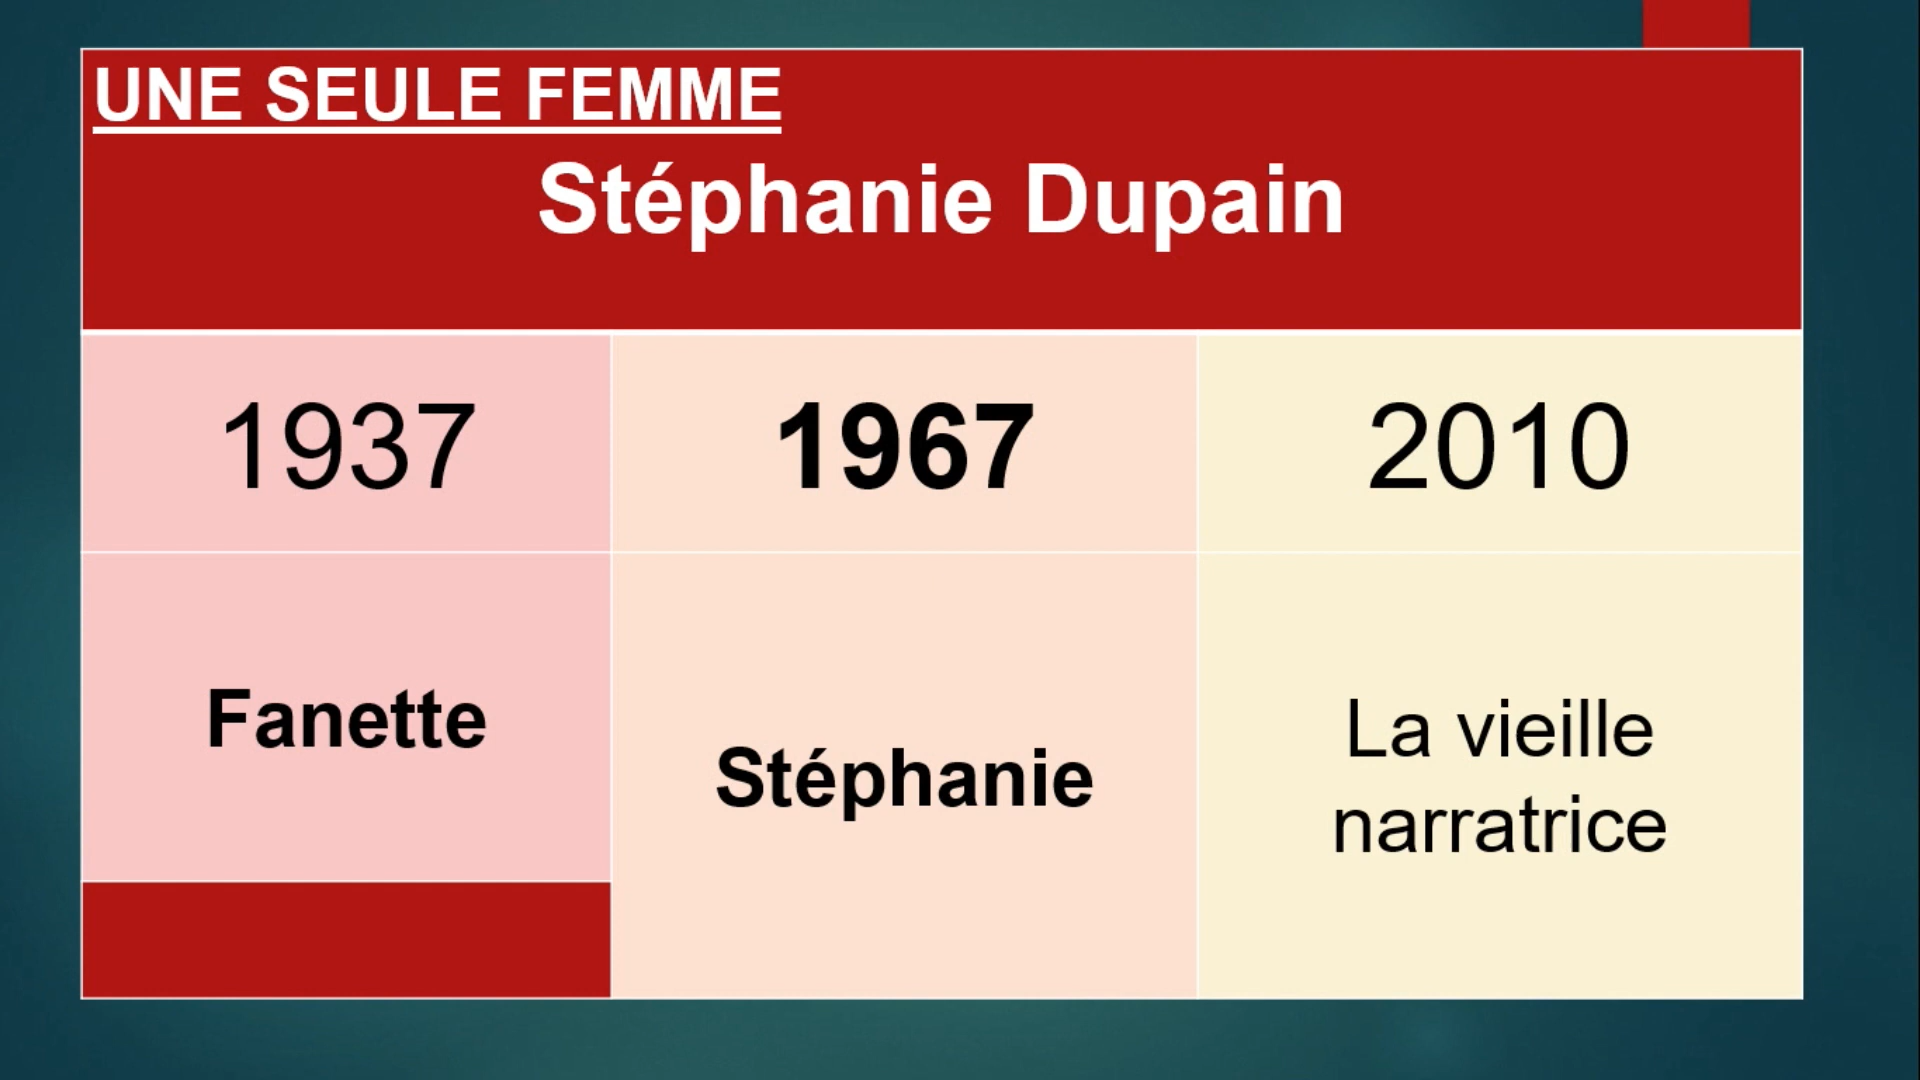 UNE SEULE FEMME
Stéphanie Dupain
1937
1967
2010
Fanette
Stéphanie
La vieille
narratrice